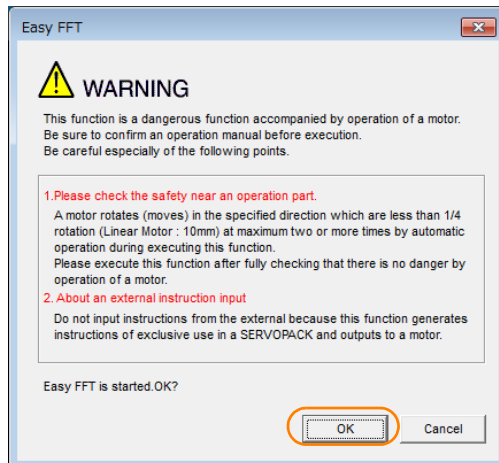 Easy FFT
WARNING
This function is a dangerous function accompanied by operation of a motor.
Be sure to confirm an operation manual before execution.
Be careful especially of the following points.
1.Please check the safety near an operation part.
A motor rotates (moves) in the specified direction which are less than 1/4
rotation (Linear Motor : 10mm) at maximum two or more times by automatic
operation during executing this function.
Please execute this function after fully checking that there is no danger by
operation of a motor.
2. About an external instruction input
Do not input instructions from the external because this function generates
instructions of exclusive use in a SERVOPACK and outputs to a motor.
Easy FFT is started.OK?
OK
Cancel